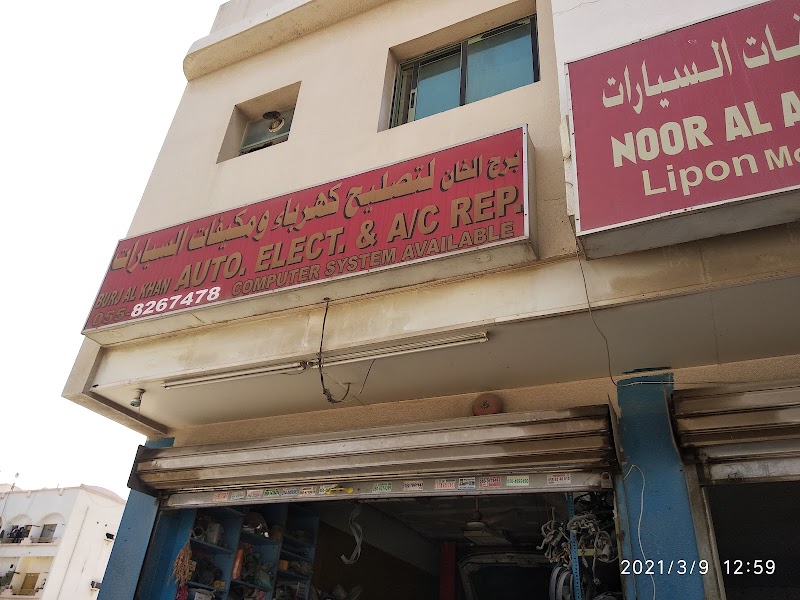 برج الخان لتصليح كهرباء ومكيفات السيارات
BURJ AL KHAN AUTO. ELECT. & A/C REP.
055-8267478 COMPUTER SYSTEM AVAILABLE
السيارات
NOOR AL A
Lipon Mo
2021/3/9 12:59